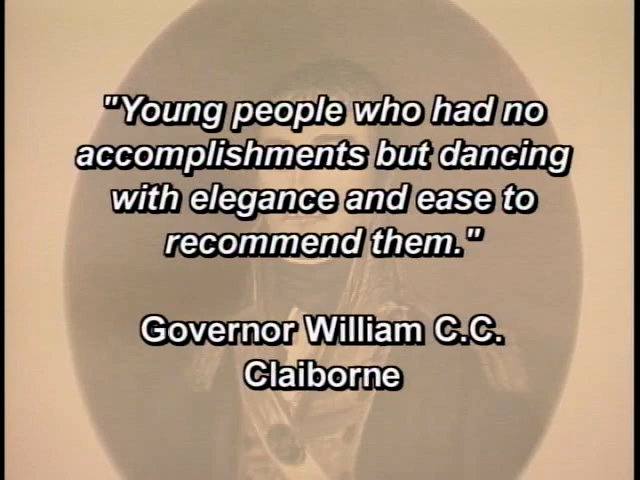 "Young people who had no
accomplishments but dancing
with elegance and ease to
recommend them."
Governor William C.C.
Claiborne